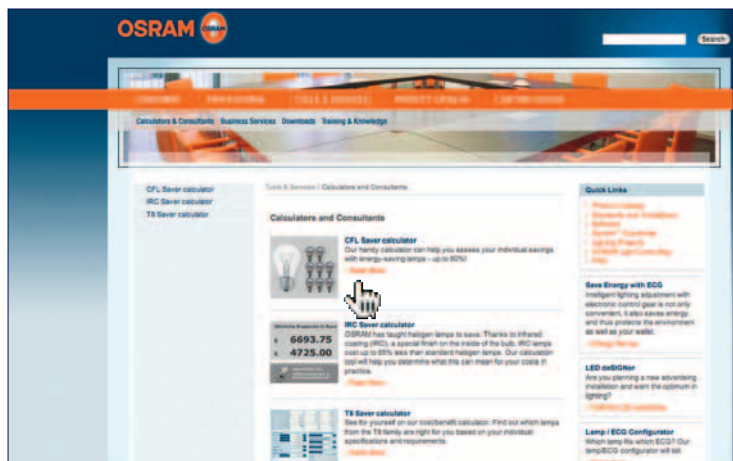 OSRAM OSRAM
Search
TOOLS & SERVICES
Calculators & Consultants Business Services Downloads Training & Knowledge
CFL Saver calculator
IRC Saver calculator
T8 Saver calculator
Tools & Services / Calculators and Consultants
Calculators and Consultants
CFL Saver calculator
Our handy calculator can help you assess your individual savings
with energy-saving lamps - up to 80%!
IRC Saver calculator
OSRAM has taught halogen lamps to save. Thanks to infrared
coating (IRC), a special finish on the inside of the bulb, IRC lamps
cost up to 65% less than standard halogen lamps. Our calculation
tool will help you determine what this can mean for your costs in
practice.
6693.75
4725.00
T8 Saver calculator
See for yourself on our cost/benefit calculator. Find out which lamps
from the T8 family are right for you based on your individual
specifications and requirements.
Quick Links
Save Energy with ECG
Intelligent lighting adjustment with
electronic control gear is not only
convenient, it also saves energy
and thus protects the environment
as well as your wallet.
LED deSIGNer
Are you planning a new advertising
installation and want the optimum in
lighting?
Lamp / ECG Configurator
Which lamp fits which ECG? Our
lamp/ECG configurator will tell.